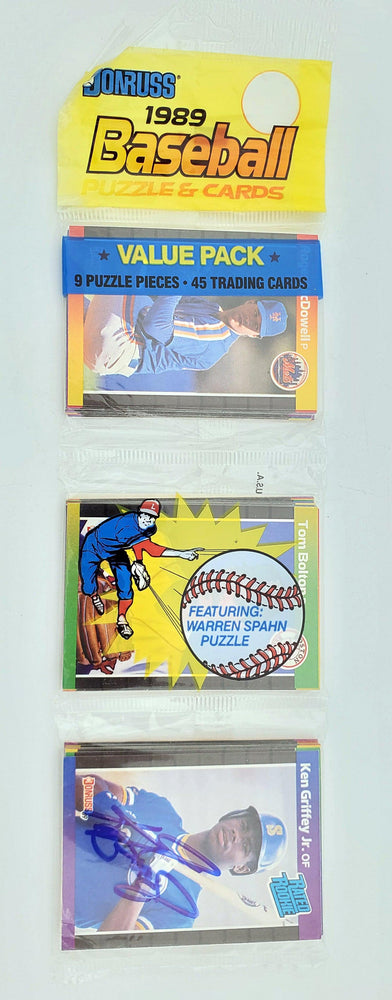 DONRUSS®
1989
Baseball
PUZZLE & CARDS
★ VALUE PACK ★
9 PUZZLE PIECES • 45 TRADING CARDS
McDowell P
Mets
U.S.A.
Tom Bolton
FEATURING:
WARREN SPAHN
PUZZLE
Ken Griffey Jr. OF
DONRUSS
S
RATED
ROOKIE